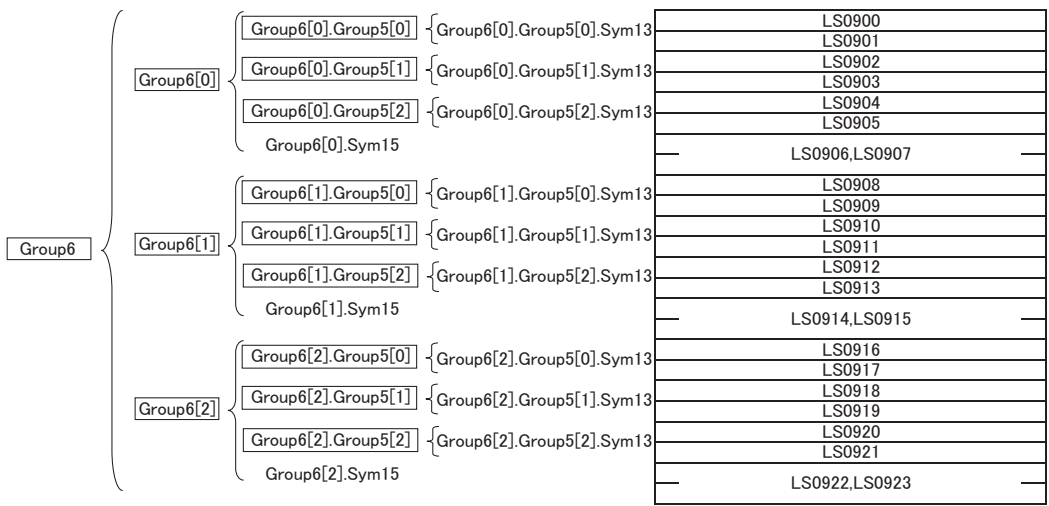 Group6
Group6[0]
Group6[0].Group5[0]
Group6[0].Group5[0].Sym13
Group6[0].Group5[1]
Group6[0].Group5[1].Sym13
Group6[0].Group5[2]
Group6[0].Group5[2].Sym13
Group6[0].Sym15
LS0900
LS0901
LS0902
LS0903
LS0904
LS0905
LS0906,LS0907
Group6[1]
Group6[1].Group5[0]
Group6[1].Group5[0].Sym13
Group6[1].Group5[1]
Group6[1].Group5[1].Sym13
Group6[1].Group5[2]
Group6[1].Group5[2].Sym13
Group6[1].Sym15
LS0908
LS0909
LS0910
LS0911
LS0912
LS0913
LS0914,LS0915
Group6[2]
Group6[2].Group5[0]
Group6[2].Group5[0].Sym13
Group6[2].Group5[1]
Group6[2].Group5[1].Sym13
Group6[2].Group5[2]
Group6[2].Group5[2].Sym13
Group6[2].Sym15
LS0916
LS0917
LS0918
LS0919
LS0920
LS0921
LS0922,LS0923